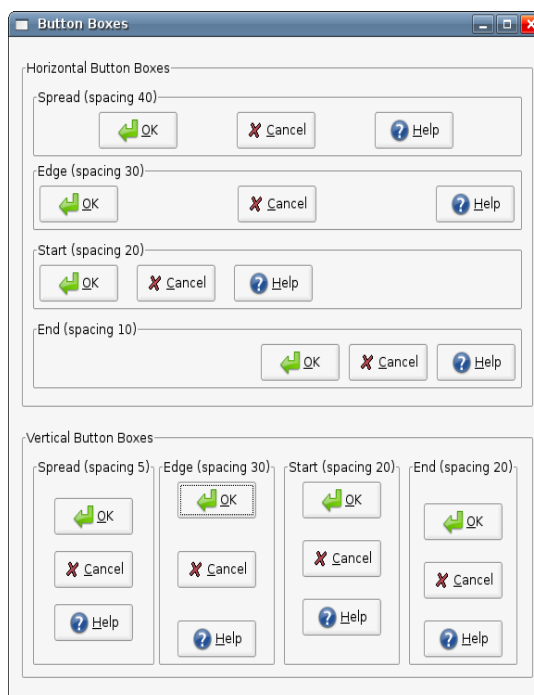 Button Boxes
Horizontal Button Boxes
Spread (spacing 40)
OK Cancel Help
Edge (spacing 30)
OK Cancel Help
Start (spacing 20)
OK Cancel Help
End (spacing 10)
OK Cancel Help
Vertical Button Boxes
Spread (spacing 5)
OK
Cancel
Help
Edge (spacing 30)
OK
Cancel
Help
Start (spacing 20)
OK
Cancel
Help
End (spacing 20)
OK
Cancel
Help